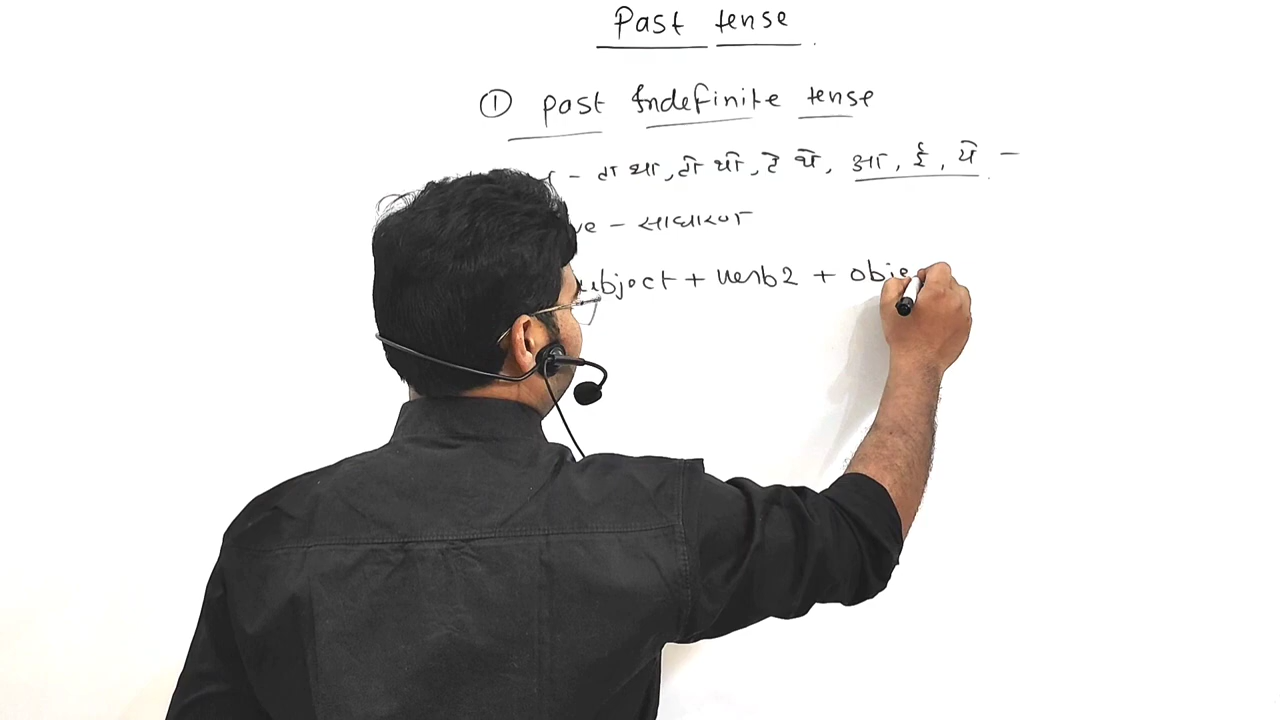 Past tense
① past Indefinite tense
– ता था, ती थी, ते थे, आ, ई, ये –
ve – साधारण
ubject + verb2 + obje